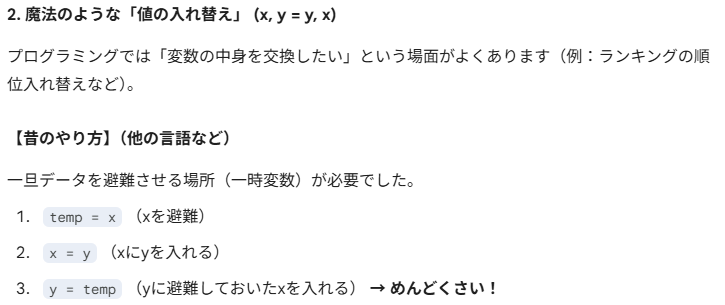 2. 魔法のような「値の入れ替え」 (x, y = y, x)
プログラミングでは「変数の中身を交換したい」という場面がよくあります（例：ランキングの順
位入れ替えなど）。
【昔のやり方】（他の言語など）
一旦データを避難させる場所（一時変数）が必要でした。
1. temp = x （xを避難）
2. x = y （xにyを入れる）
3. y = temp （yに避難しておいたxを入れる） → めんどくさい！